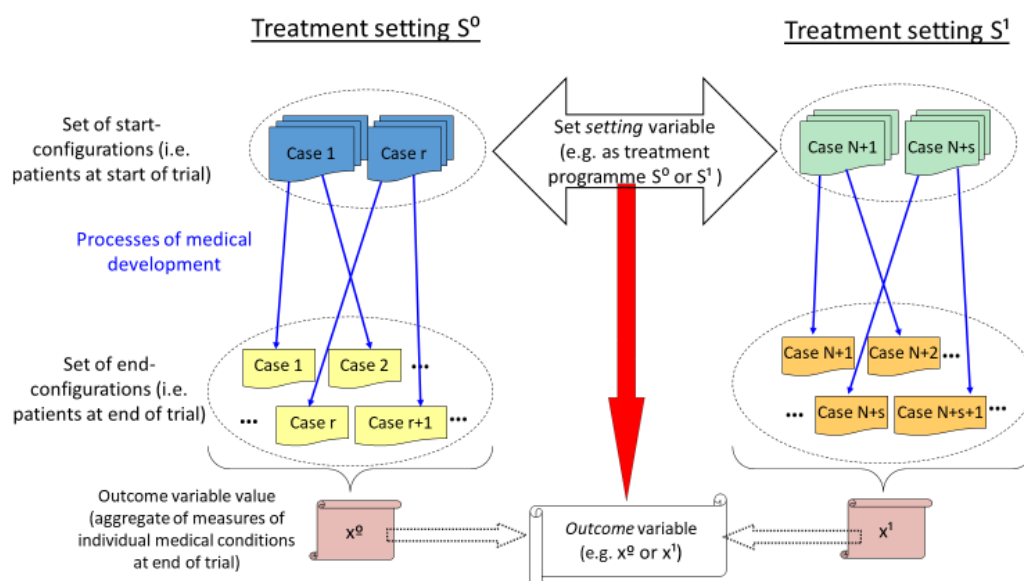 Treatment setting S⁰
Treatment setting S¹
Set of start-
configurations (i.e.
patients at start of trial)
Case 1
Case r
Set setting variable
(e.g. as treatment
programme S⁰ or S¹ )
Case N+1
Case N+s
Processes of medical
development
Set of end-
configurations (i.e.
patients at end of trial)
Case 1
Case 2
...
...
Case r
Case r+1
...
Case N+1
Case N+2
...
...
Case N+s
Case N+s+1
...
Outcome variable value
(aggregate of measures of
individual medical conditions
at end of trial)
xº
Outcome variable
(e.g. xº or x¹)
x¹